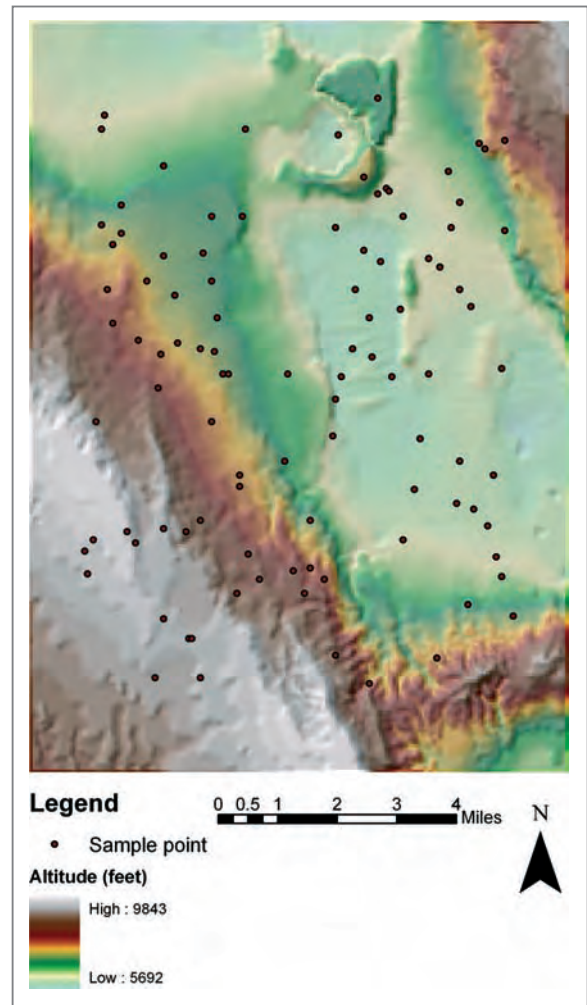 Legend
0 0.5 1 2 3 4
Miles
N
Sample point
Altitude (feet)
High : 9843
Low : 5692